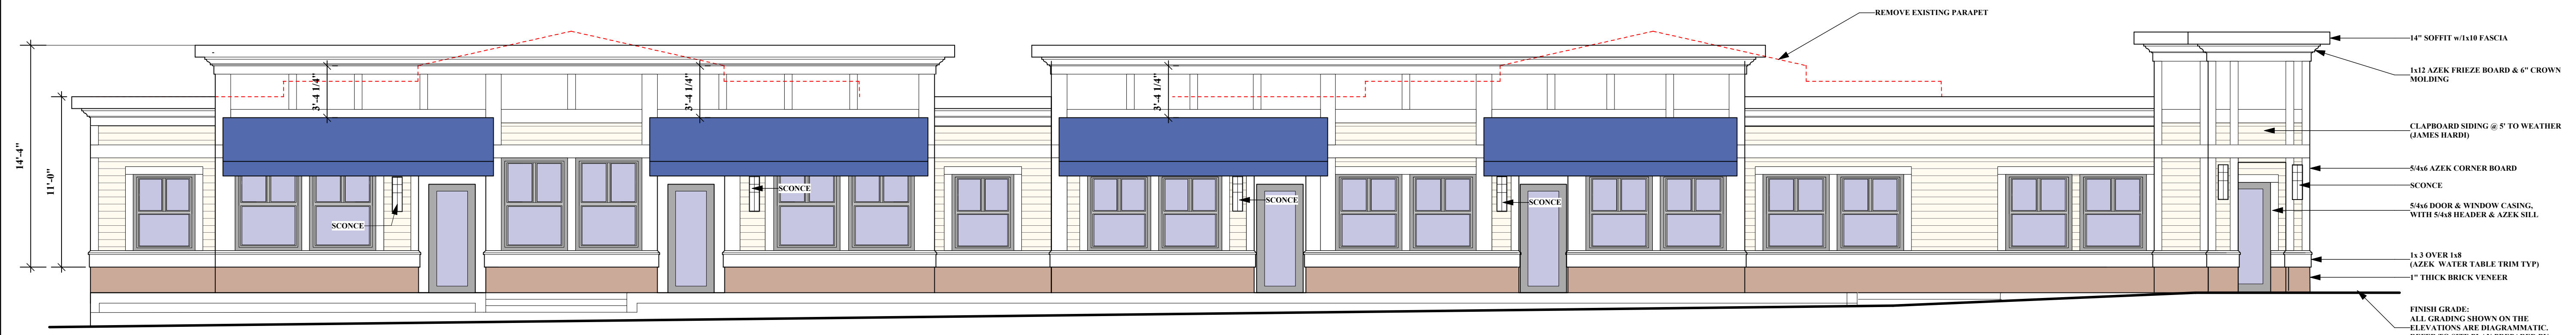 REMOVE EXISTING PARAPET
14'-4"
11'-0"
3'-4 1/4"
3'-4 1/4"
3'-4 1/4"
SCONCE
SCONCE
SCONCE
SCONCE
14" SOFFIT w/1x10 FASCIA
1x12 AZEK FRIEZE BOARD & 6" CROWN
MOLDING
CLAPBOARD SIDING @ 5' TO WEATHER
(JAMES HARDI)
5/4x6 AZEK CORNER BOARD
SCONCE
5/4x6 DOOR & WINDOW CASING,
WITH 5/4x8 HEADER & AZEK SILL
1x 3 OVER 1x8
(AZEK  WATER TABLE TRIM TYP)
1" THICK BRICK VENEER
FINISH GRADE:
ALL GRADING SHOWN ON THE
ELEVATIONS ARE DIAGRAMMATIC.